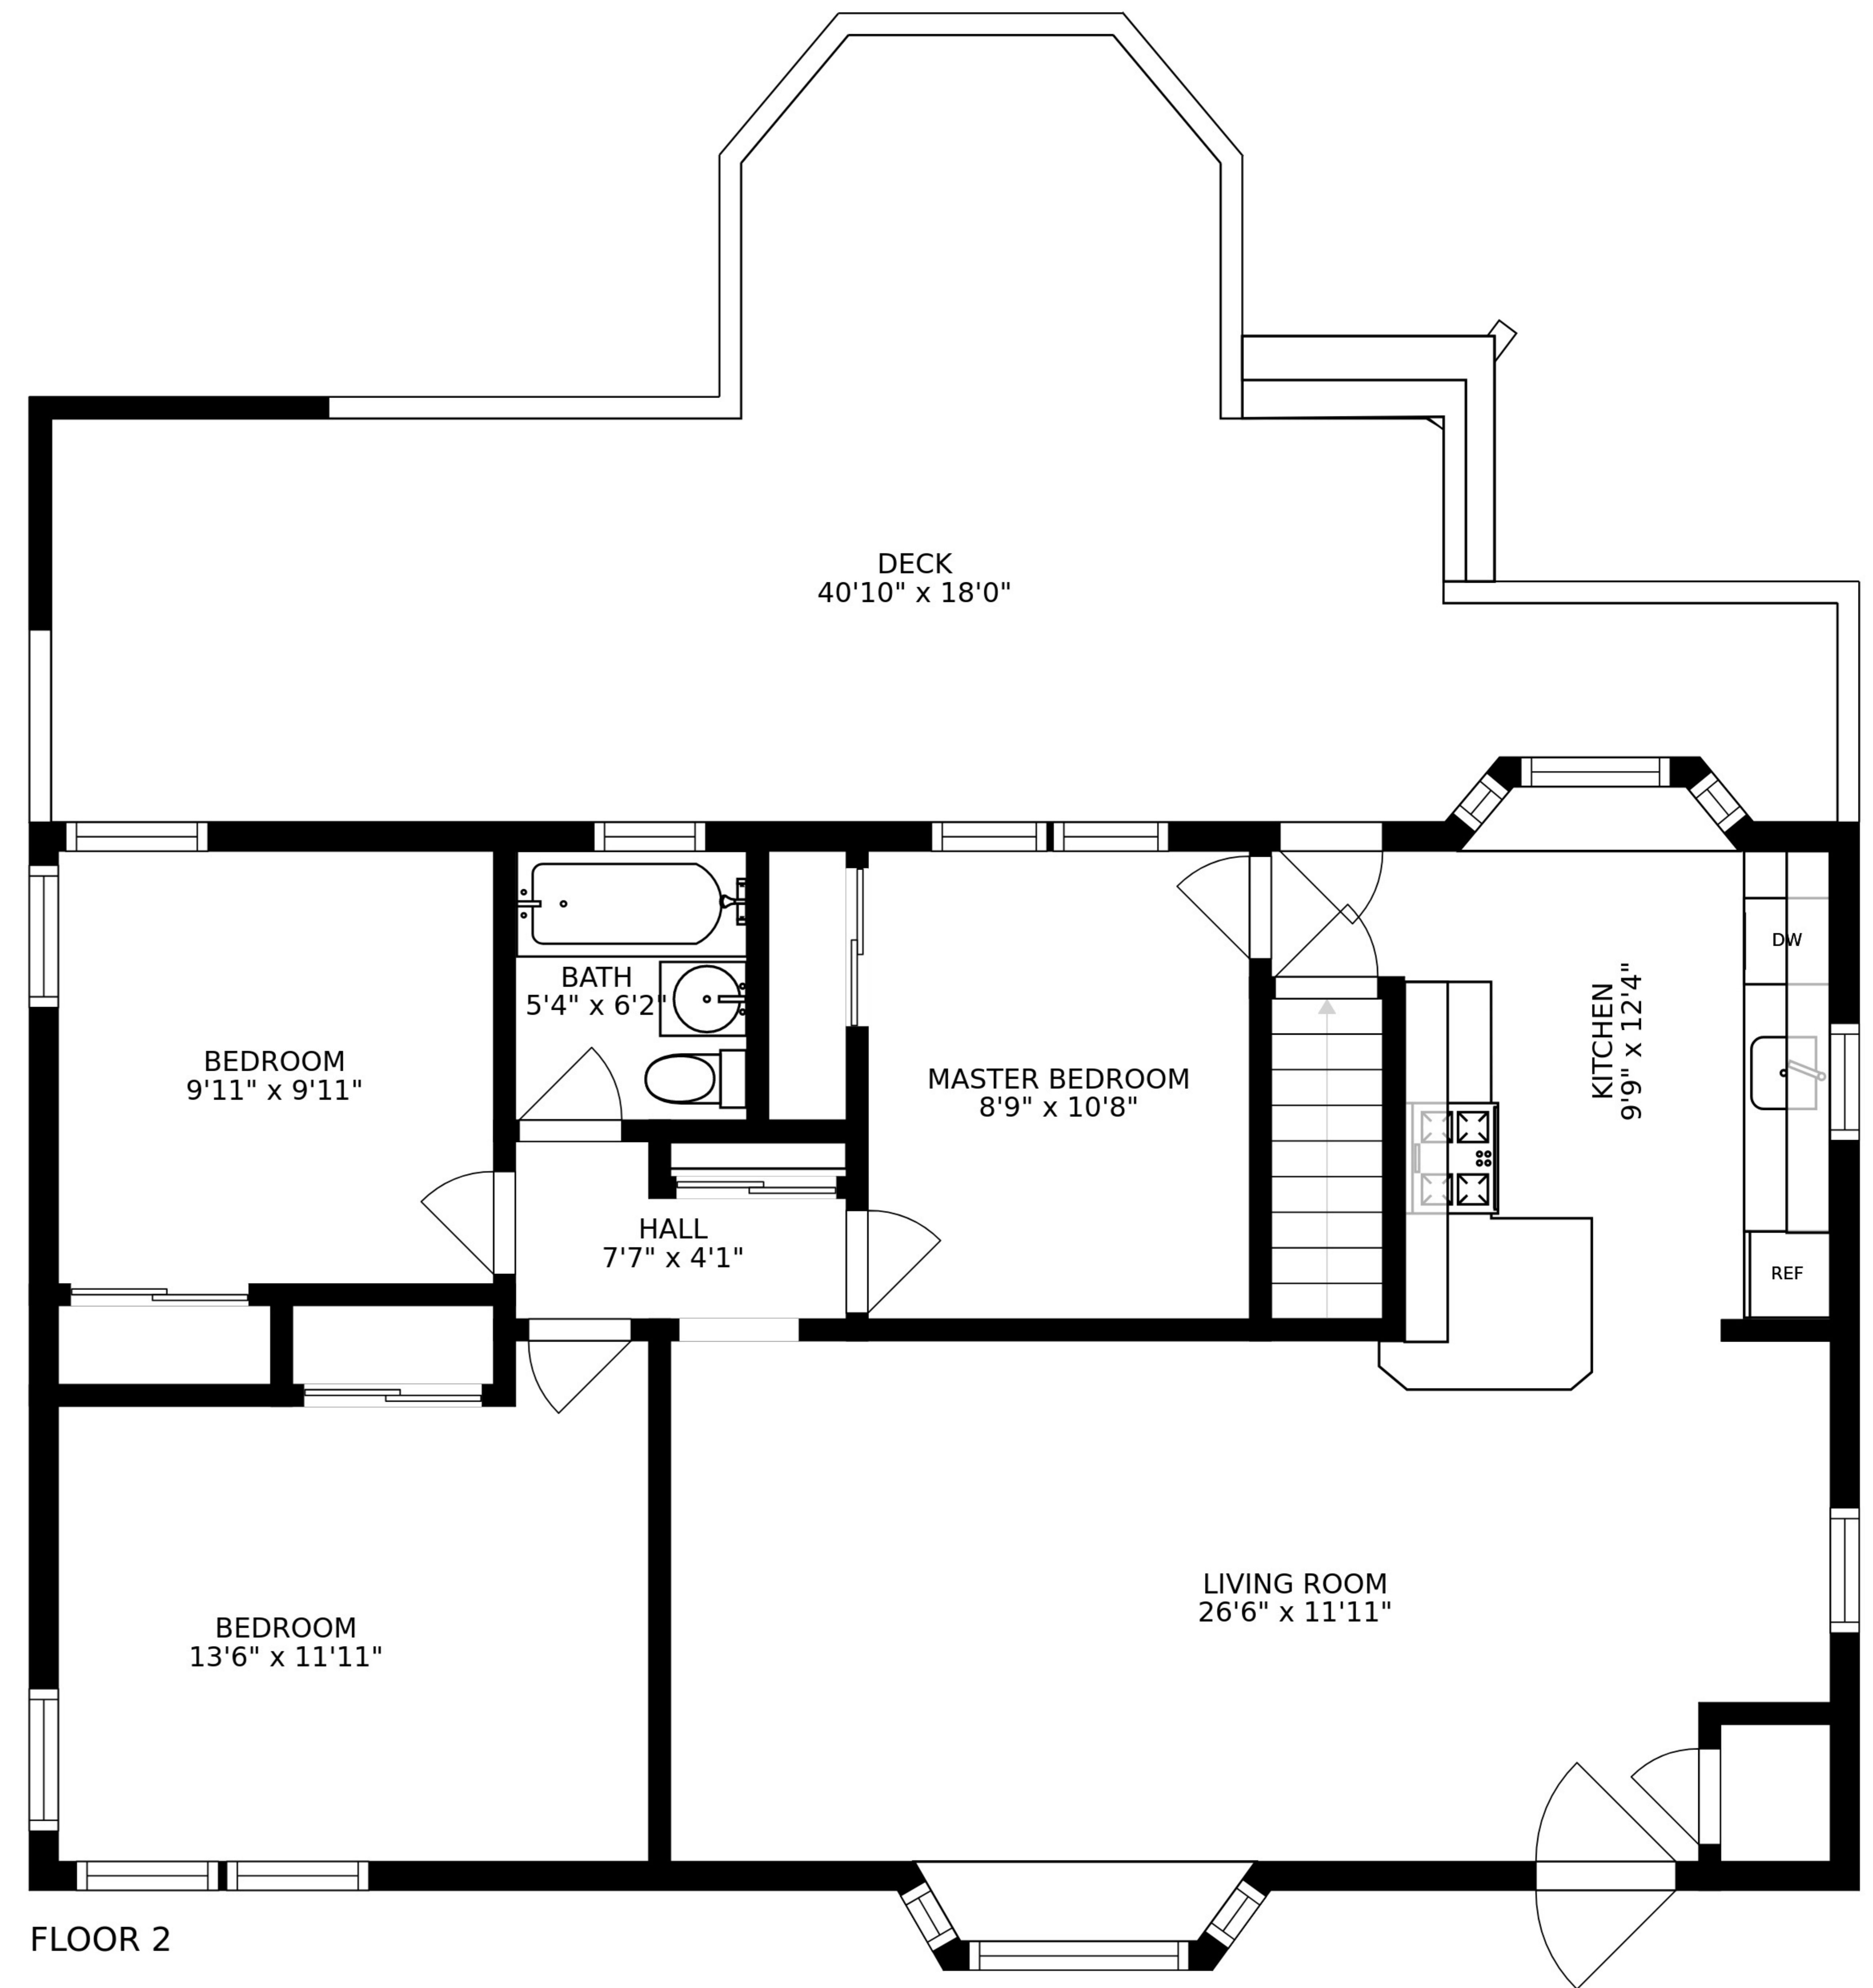 DECK
40'10" x 18'0"
BATH
5'4" x 6'2"
DW
KITCHEN
9'9" x 12'4"
BEDROOM
9'11" x 9'11"
MASTER BEDROOM
8'9" x 10'8"
HALL
7'7" x 4'1"
REF
LIVING ROOM
26'6" x 11'11"
BEDROOM
13'6" x 11'11"
FLOOR 2